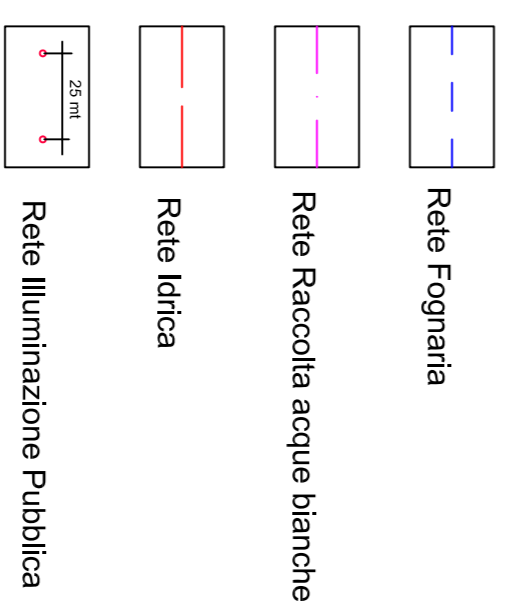 Rete Fognaria
Rete Raccolta acque bianche
Rete Idrica
25 mt
Rete Illuminazione Pubblica